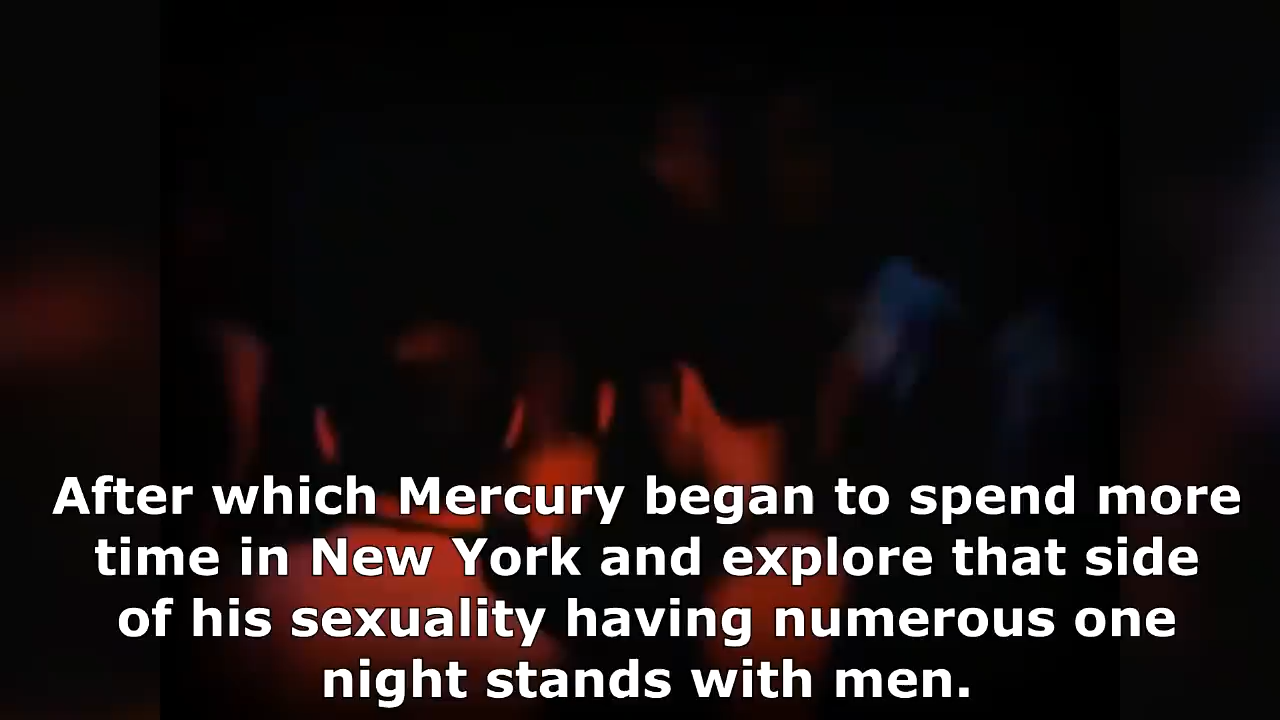 After which Mercury began to spend more
time in New York and explore that side
of his sexuality having numerous one
night stands with men.